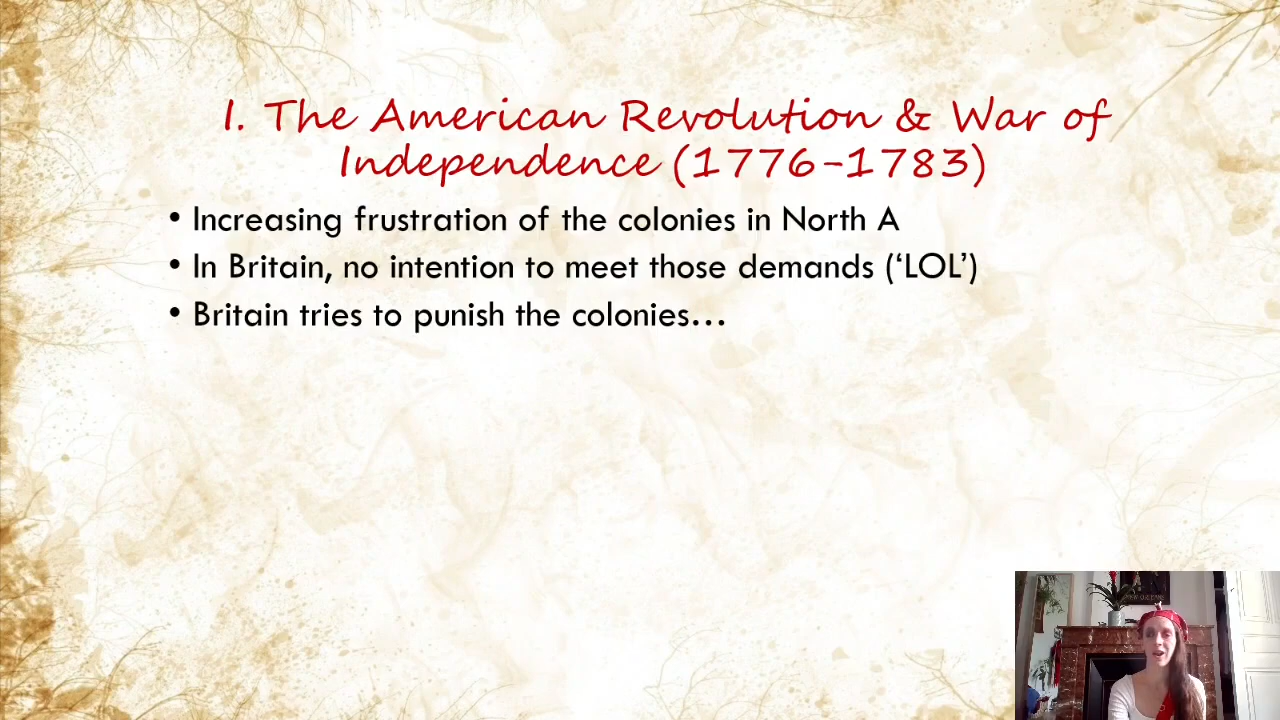 I. The American Revolution & War of
Independence (1776-1783)
• Increasing frustration of the colonies in North A
• In Britain, no intention to meet those demands (‘LOL’)
• Britain tries to punish the colonies…